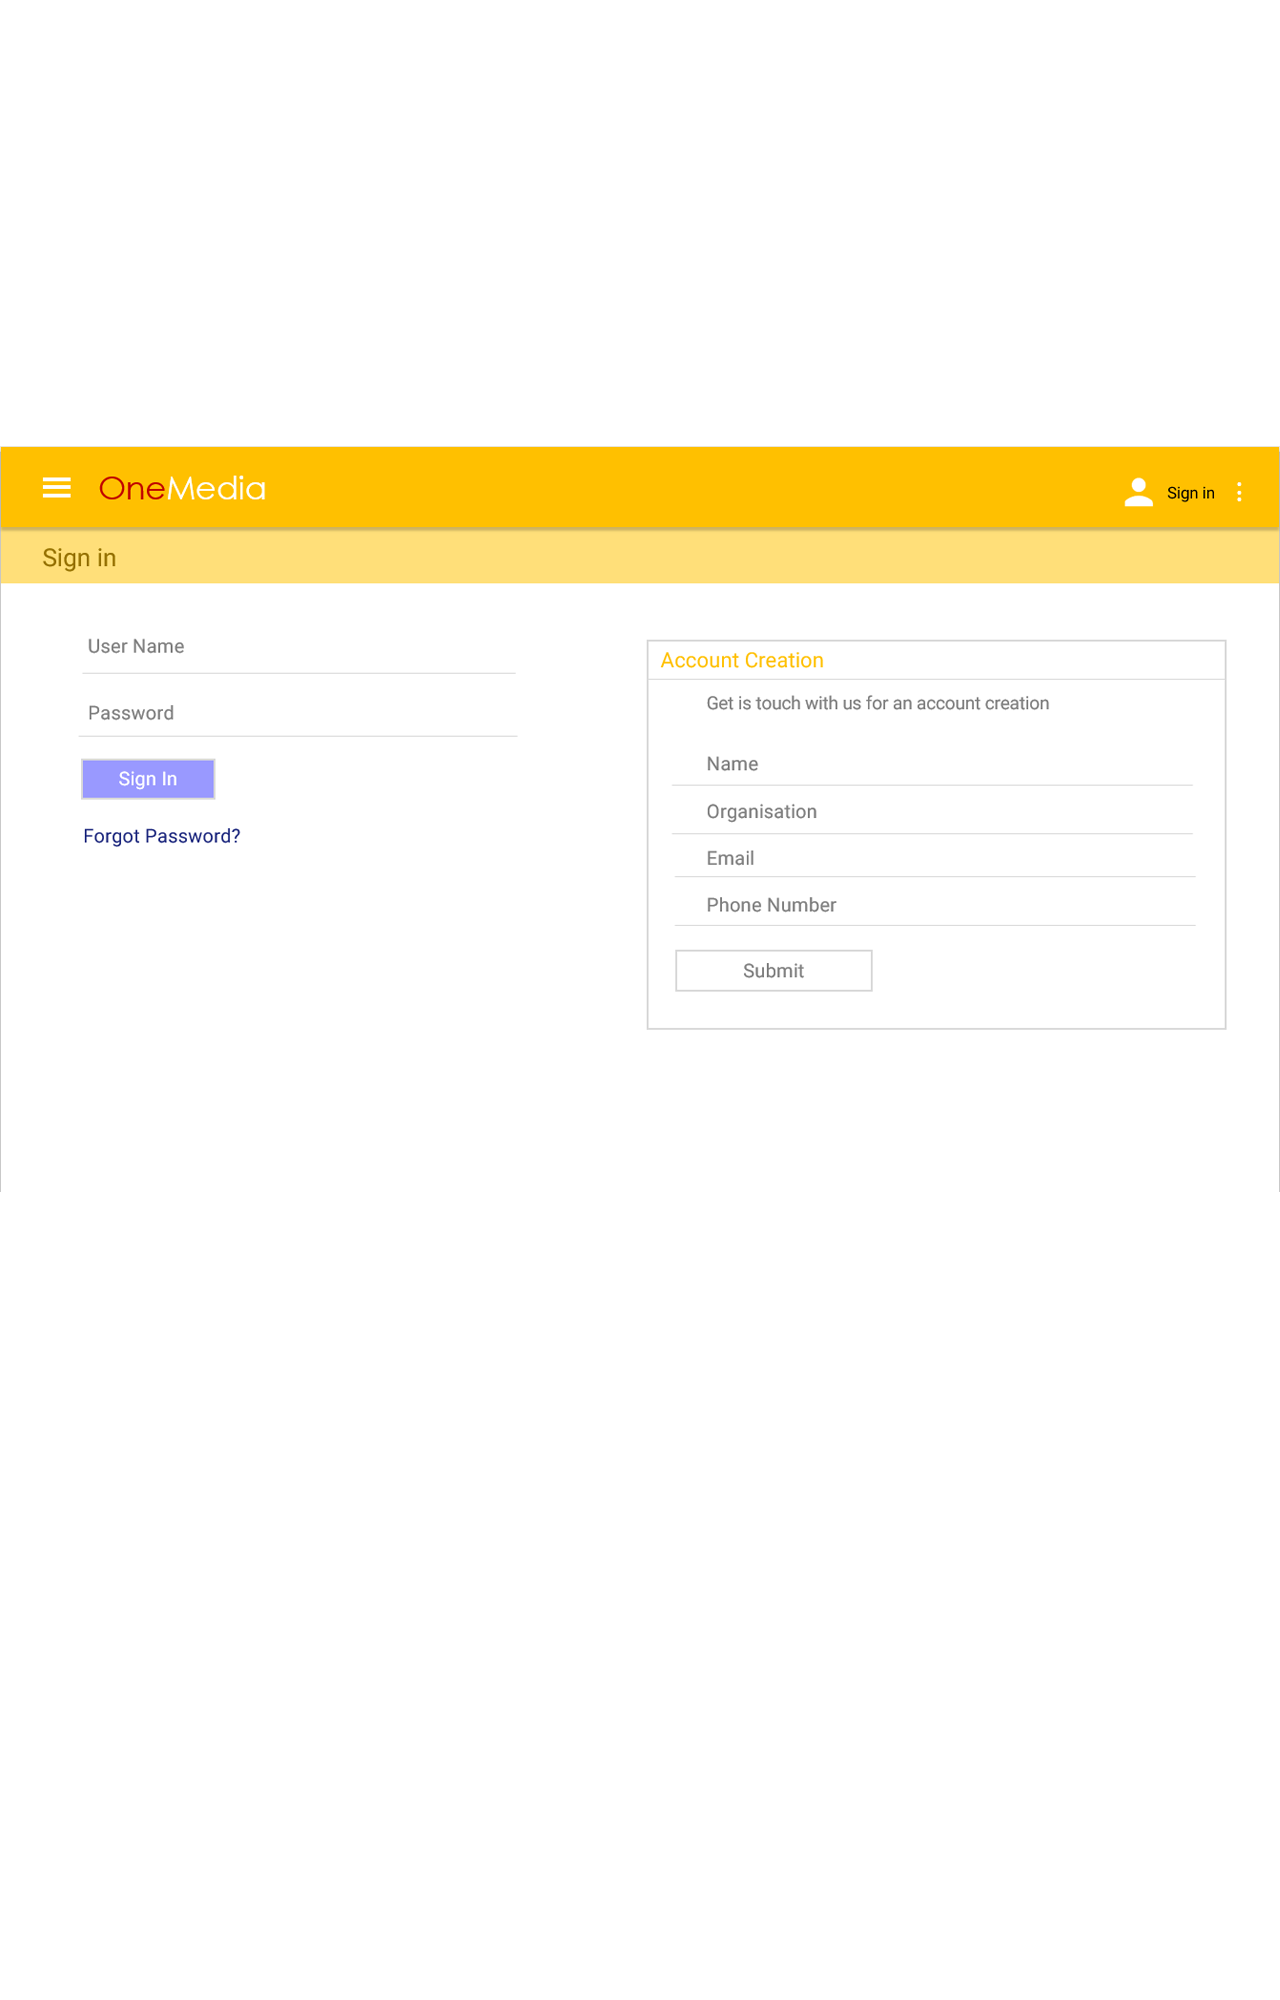 OneMedia
Sign in
Sign in
User Name
Password
Sign In
Forgot Password?
Account Creation
Get is touch with us for an account creation
Name
Organisation
Email
Phone Number
Submit